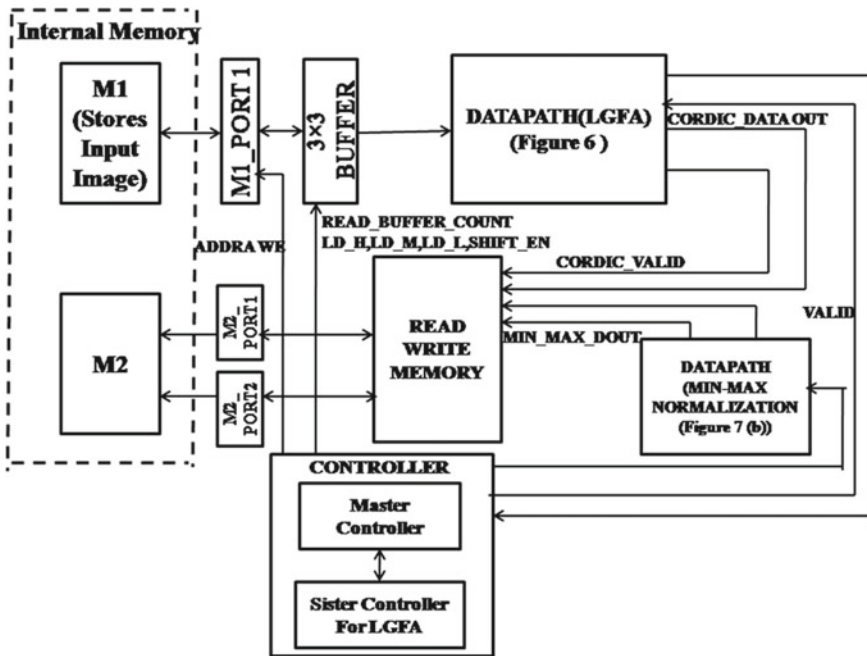 Internal Memory
M1
(Stores
Input
Image)
M1_PORT1
3×3
BUFFER
DATAPATH(LGFA)
(Figure 6 )
CORDIC_DATA OUT
READ_BUFFER_COUNT
LD_H,LD_M,LD_L,SHIFT_EN
ADDRA WE
CORDIC_VALID
M2
M2_
PORT1
M2_
PORT2
READ
WRITE
MEMORY
VALID
MIN_MAX_DOUT
DATAPATH
(MIN-MAX
NORMALIZATION
(Figure 7 (b))
CONTROLLER
Master
Controller
Sister Controller
For LGFA